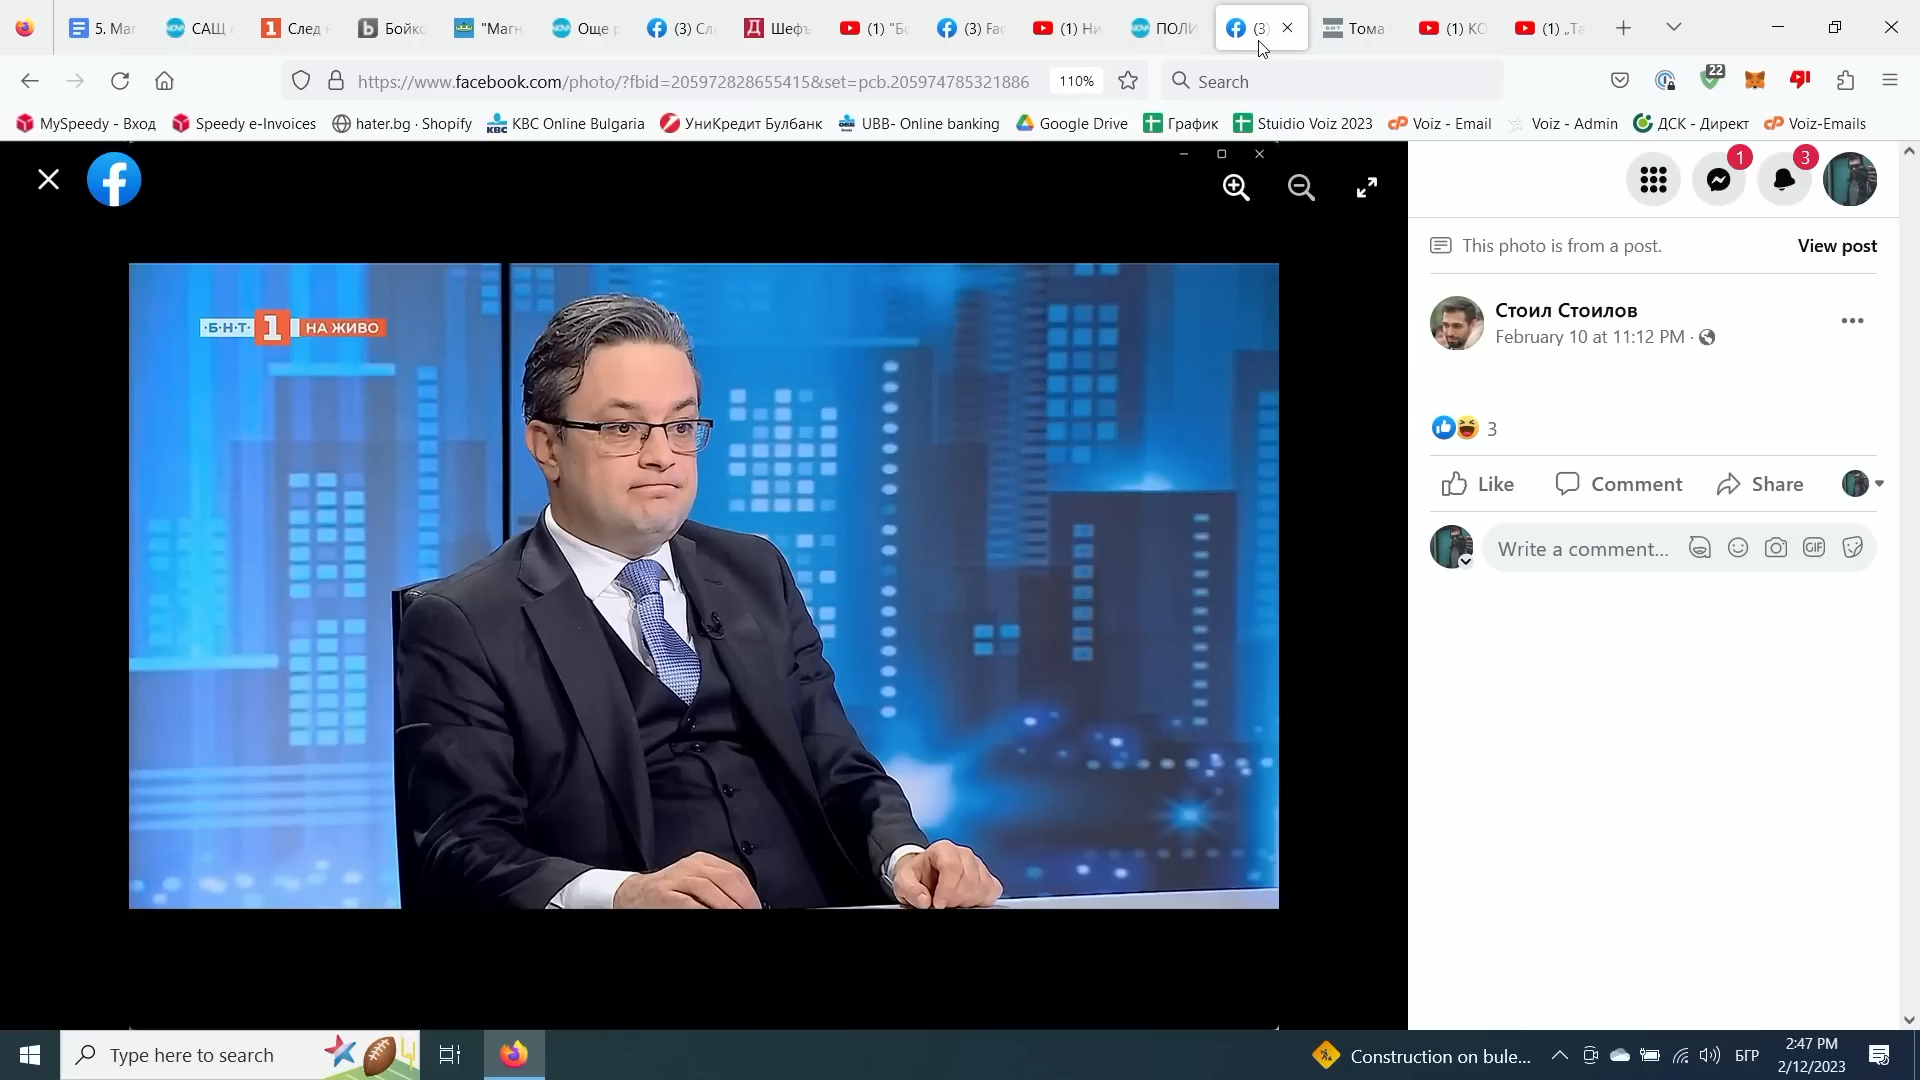 5. Маг
САЩ
След
Бойко
"Магн
Още р
(3) Сл
Шефъ
(1) "Бо
(3) Fac
(1) Ни
ПОЛИ
(3)
Тома
(1) КО
(1) „Та
https://www.facebook.com/photo/?fbid=205972828655415&set=pcb.205974785321886
110%
Search
22
MySpeedy - Вход
Speedy e-Invoices
hater.bg · Shopify
KBC Online Bulgaria
УниКредит Булбанк
UBB- Online banking
Google Drive
График
Stuidio Voiz 2023
Voiz - Email
Voiz - Admin
ДСК - Директ
Voiz-Emails
1
3
This photo is from a post.
View post
·Б·Н·Т·
1
НА ЖИВО
Стоил Стоилов
February 10 at 11:12 PM ·
3
Like
Comment
Share
Write a comment...
GIF
Type here to search
Construction on bule...
БГР
2:47 PM
2/12/2023